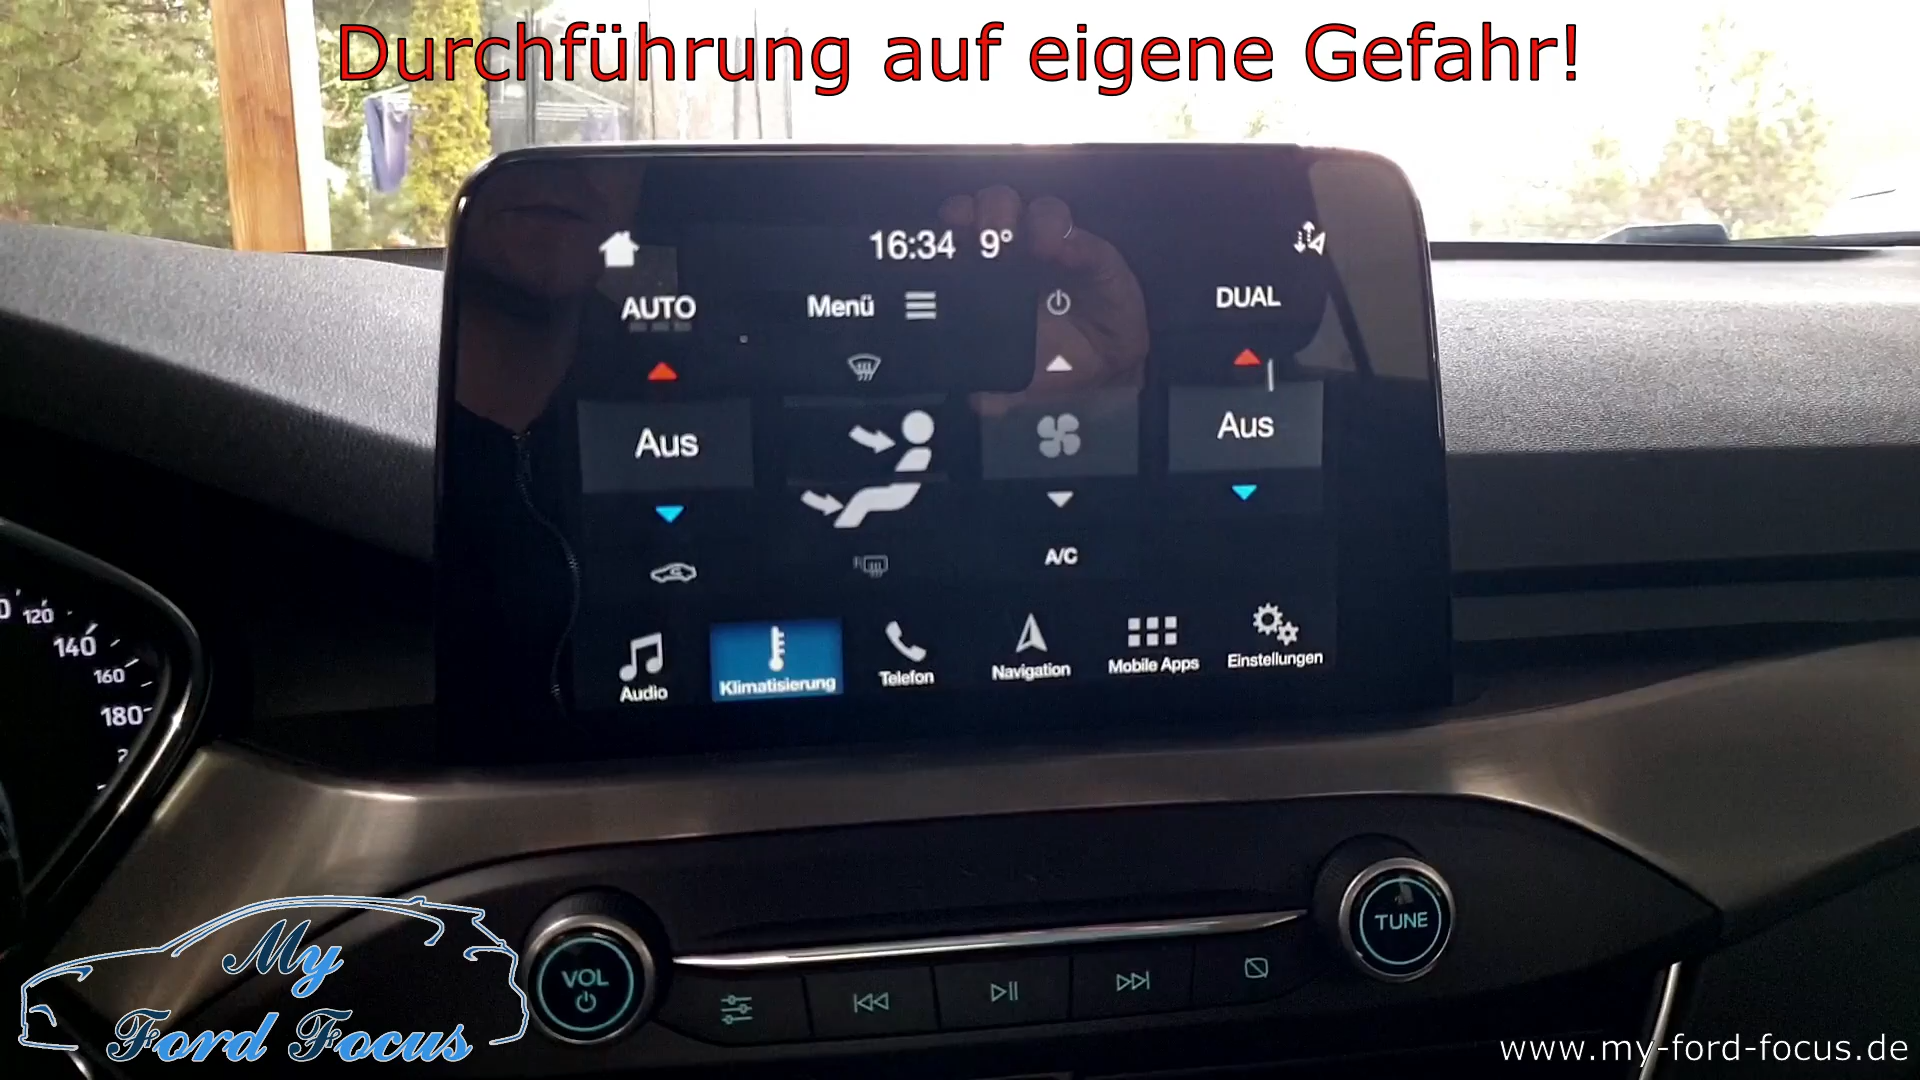 Durchführung auf eigene Gefahr!
16:34 9°
AUTO
Menü
DUAL
Aus
Aus
A/C
Audio
Klimatisierung
Telefon
Navigation
Mobile Apps
Einstellungen
120
140
160
180
VOL
TUNE
My
Ford Focus
www.my-ford-focus.de